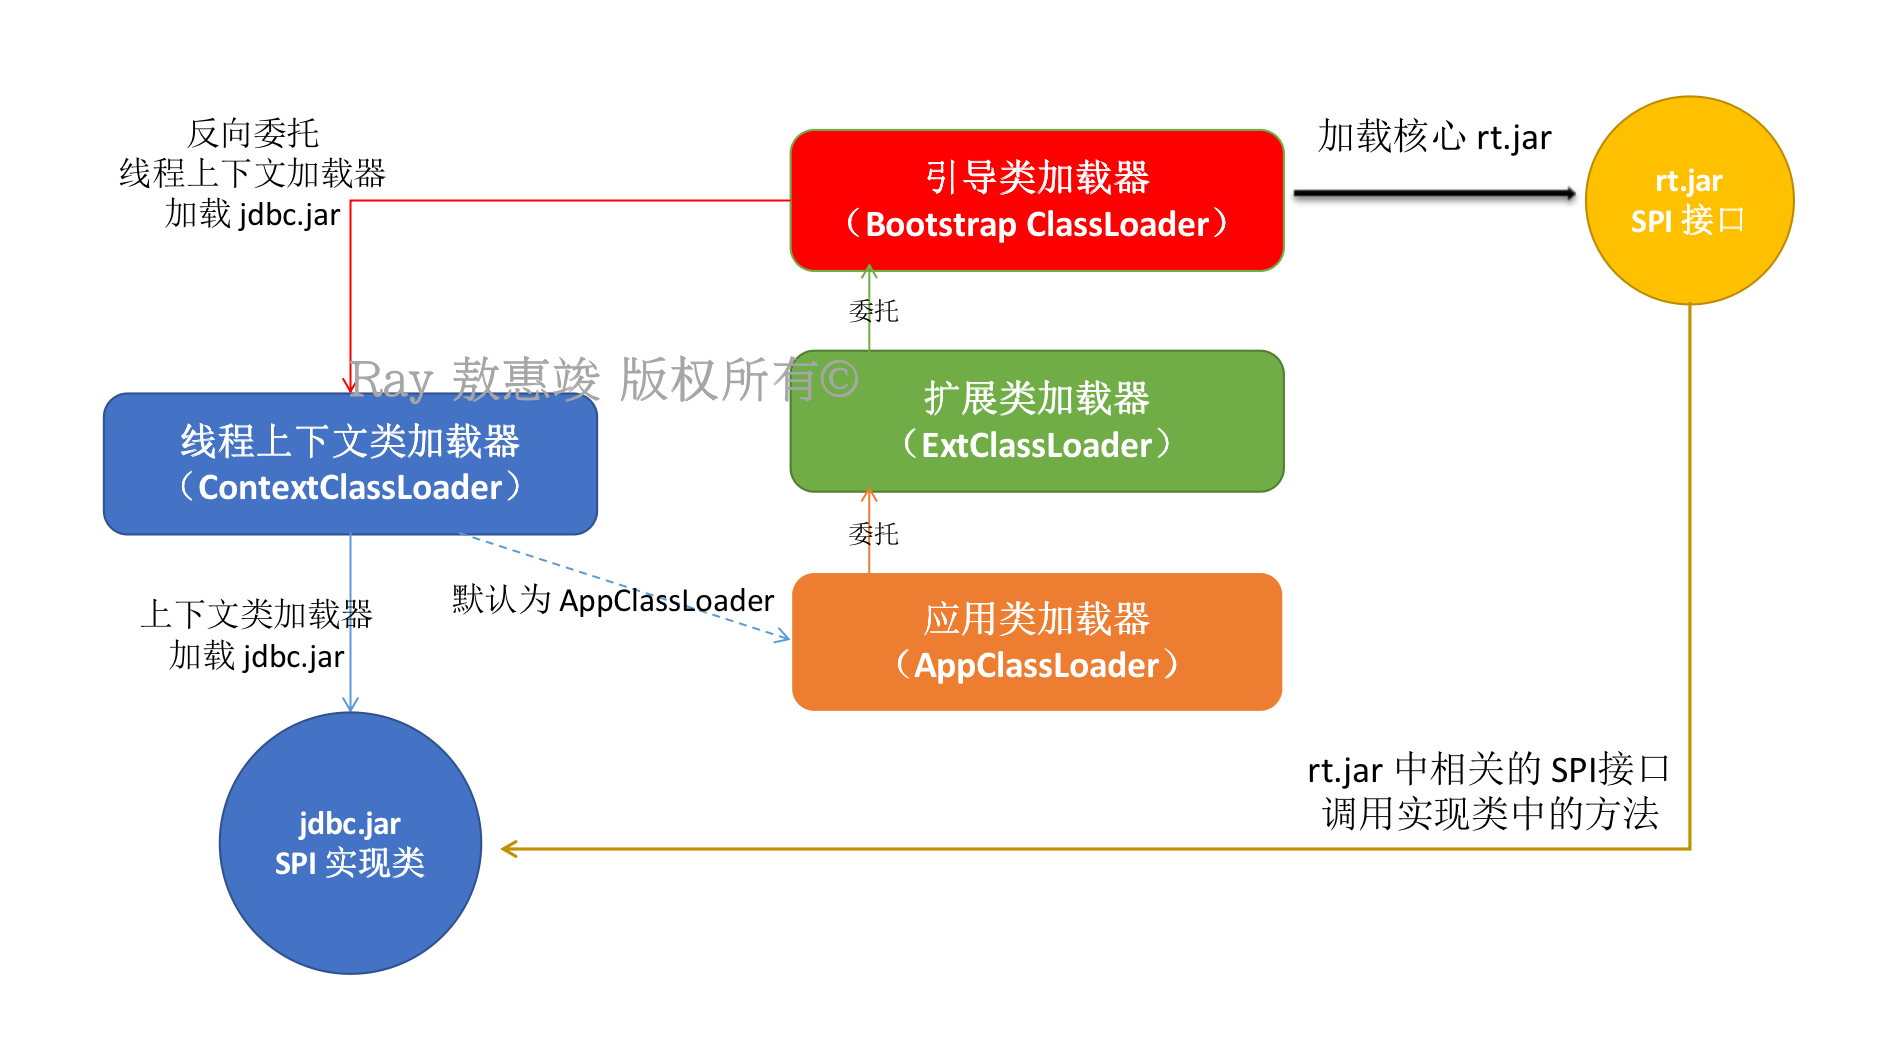 反向委托
线程上下文加载器
加载 jdbc.jar
引导类加载器
（Bootstrap ClassLoader）
加载核心 rt.jar
rt.jar
SPI 接口
委托
Ray 敖惠竣 版权所有©
扩展类加载器
（ExtClassLoader）
线程上下文类加载器
（ContextClassLoader）
委托
默认为 AppClassLoader
应用类加载器
（AppClassLoader）
上下文类加载器
加载 jdbc.jar
rt.jar 中相关的 SPI接口
调用实现类中的方法
jdbc.jar
SPI 实现类